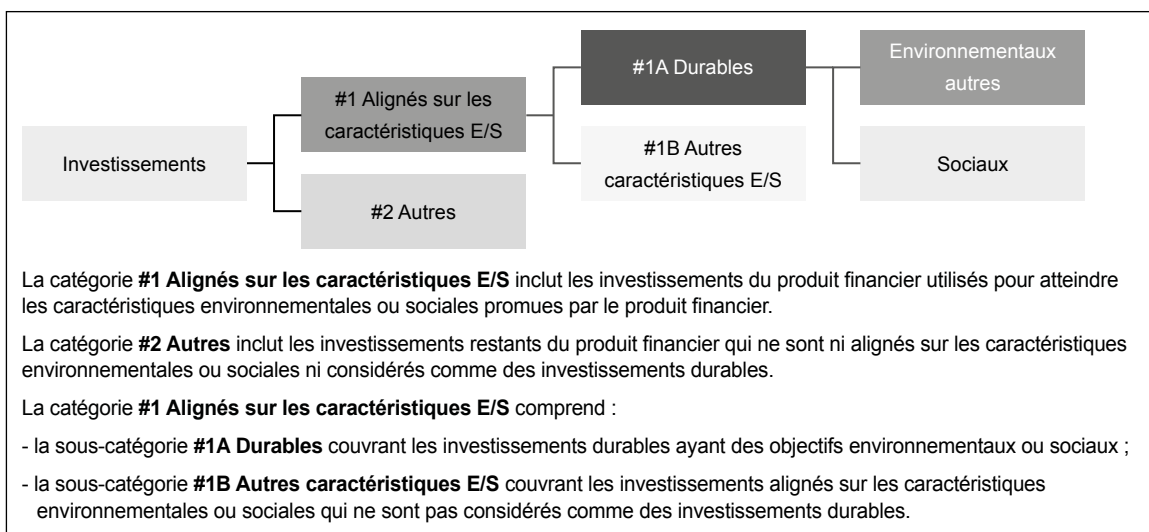 Investissements
#1 Alignés sur les
caractéristiques E/S
#2 Autres
#1A Durables
#1B Autres
caractéristiques E/S
Environnementaux
autres
Sociaux
La catégorie #1 Alignés sur les caractéristiques E/S inclut les investissements du produit financier utilisés pour atteindre
les caractéristiques environnementales ou sociales promues par le produit financier.
La catégorie #2 Autres inclut les investissements restants du produit financier qui ne sont ni alignés sur les caractéristiques
environnementales ou sociales ni considérés comme des investissements durables.
La catégorie #1 Alignés sur les caractéristiques E/S comprend :
- la sous-catégorie #1A Durables couvrant les investissements durables ayant des objectifs environnementaux ou sociaux ;
- la sous-catégorie #1B Autres caractéristiques E/S couvrant les investissements alignés sur les caractéristiques
environnementales ou sociales qui ne sont pas considérés comme des investissements durables.